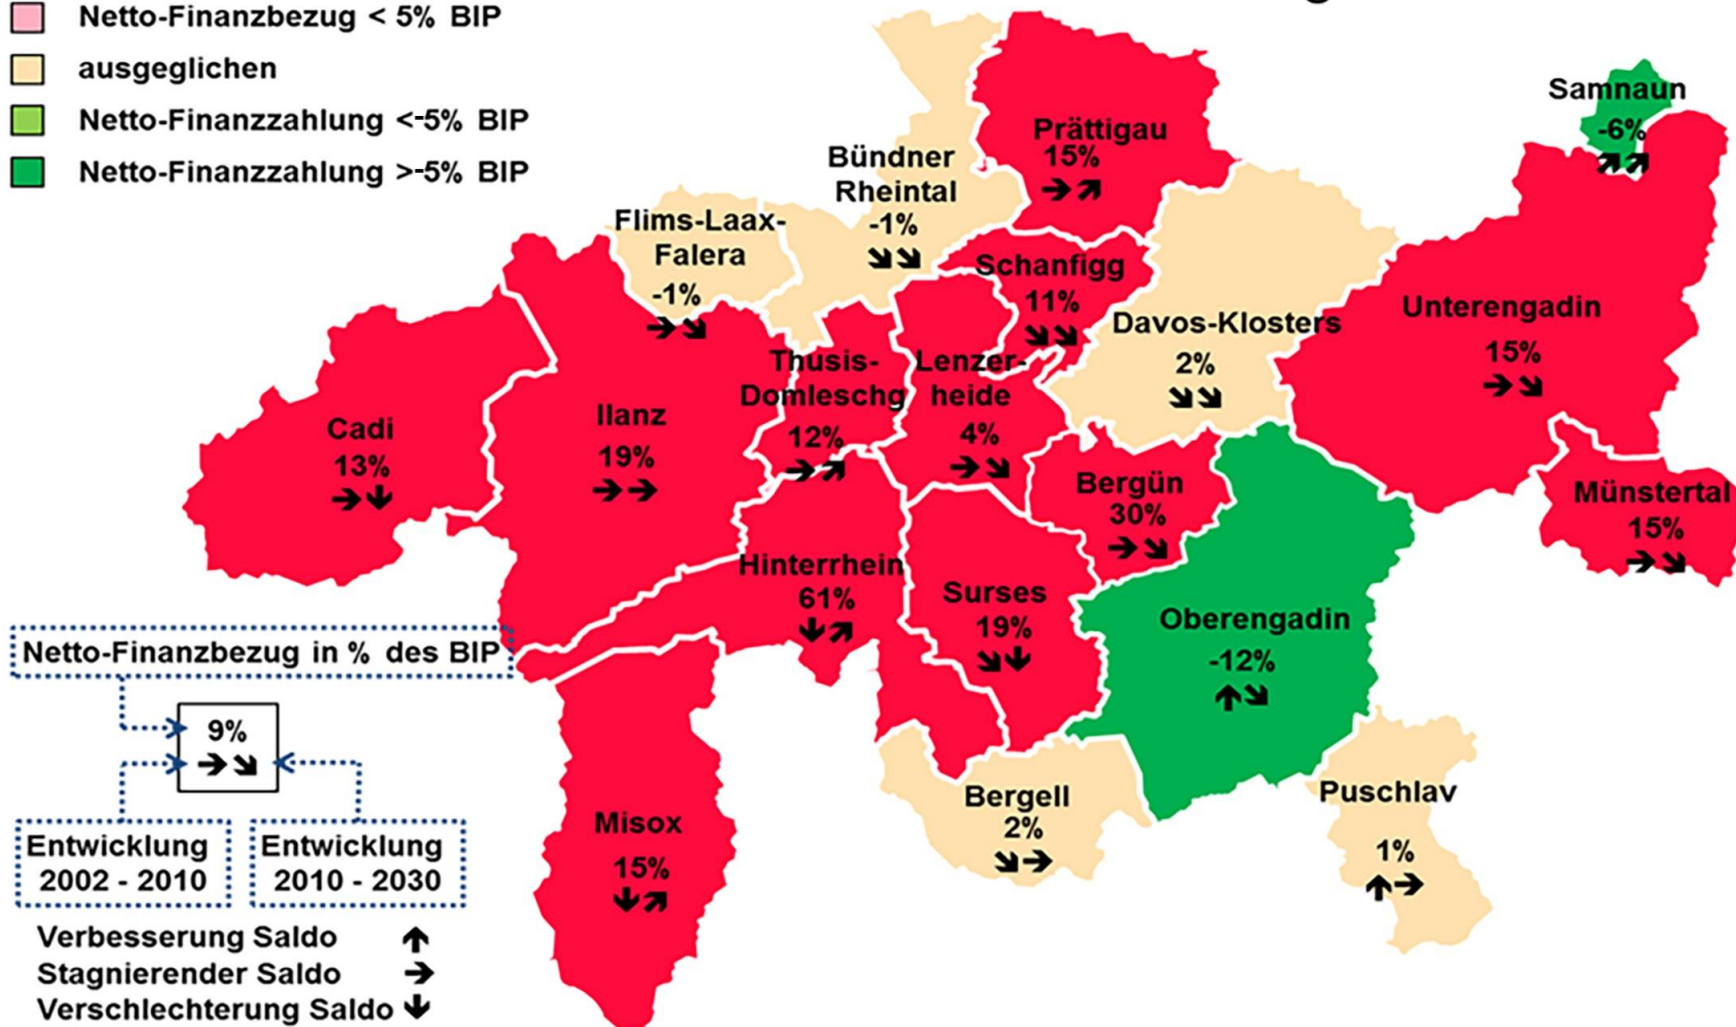 Netto-Finanzbezug < 5% BIP
ausgeglichen
Netto-Finanzzahlung <-5% BIP
Netto-Finanzzahlung >-5% BIP
Samnaun
-6%
Prättigau
15%
Bündner
Rheintal
-1%
Flims-Laax-
Falera
-1%
Schanfigg
11%
Davos-Klosters
2%
Unterengadin
15%
Thusis-
Domleschg
12%
Lenzer-
heide
4%
Cadi
13%
Ilanz
19%
Bergün
30%
Münstertal
15%
Hinterrhein
61%
Surses
19%
Oberengadin
-12%
Netto-Finanzbezug in % des BIP
9%
Entwicklung
2002 - 2010
Entwicklung
2010 - 2030
Misox
15%
Bergell
2%
Puschlav
1%
Verbesserung Saldo
Stagnierender Saldo
Verschlechterung Saldo